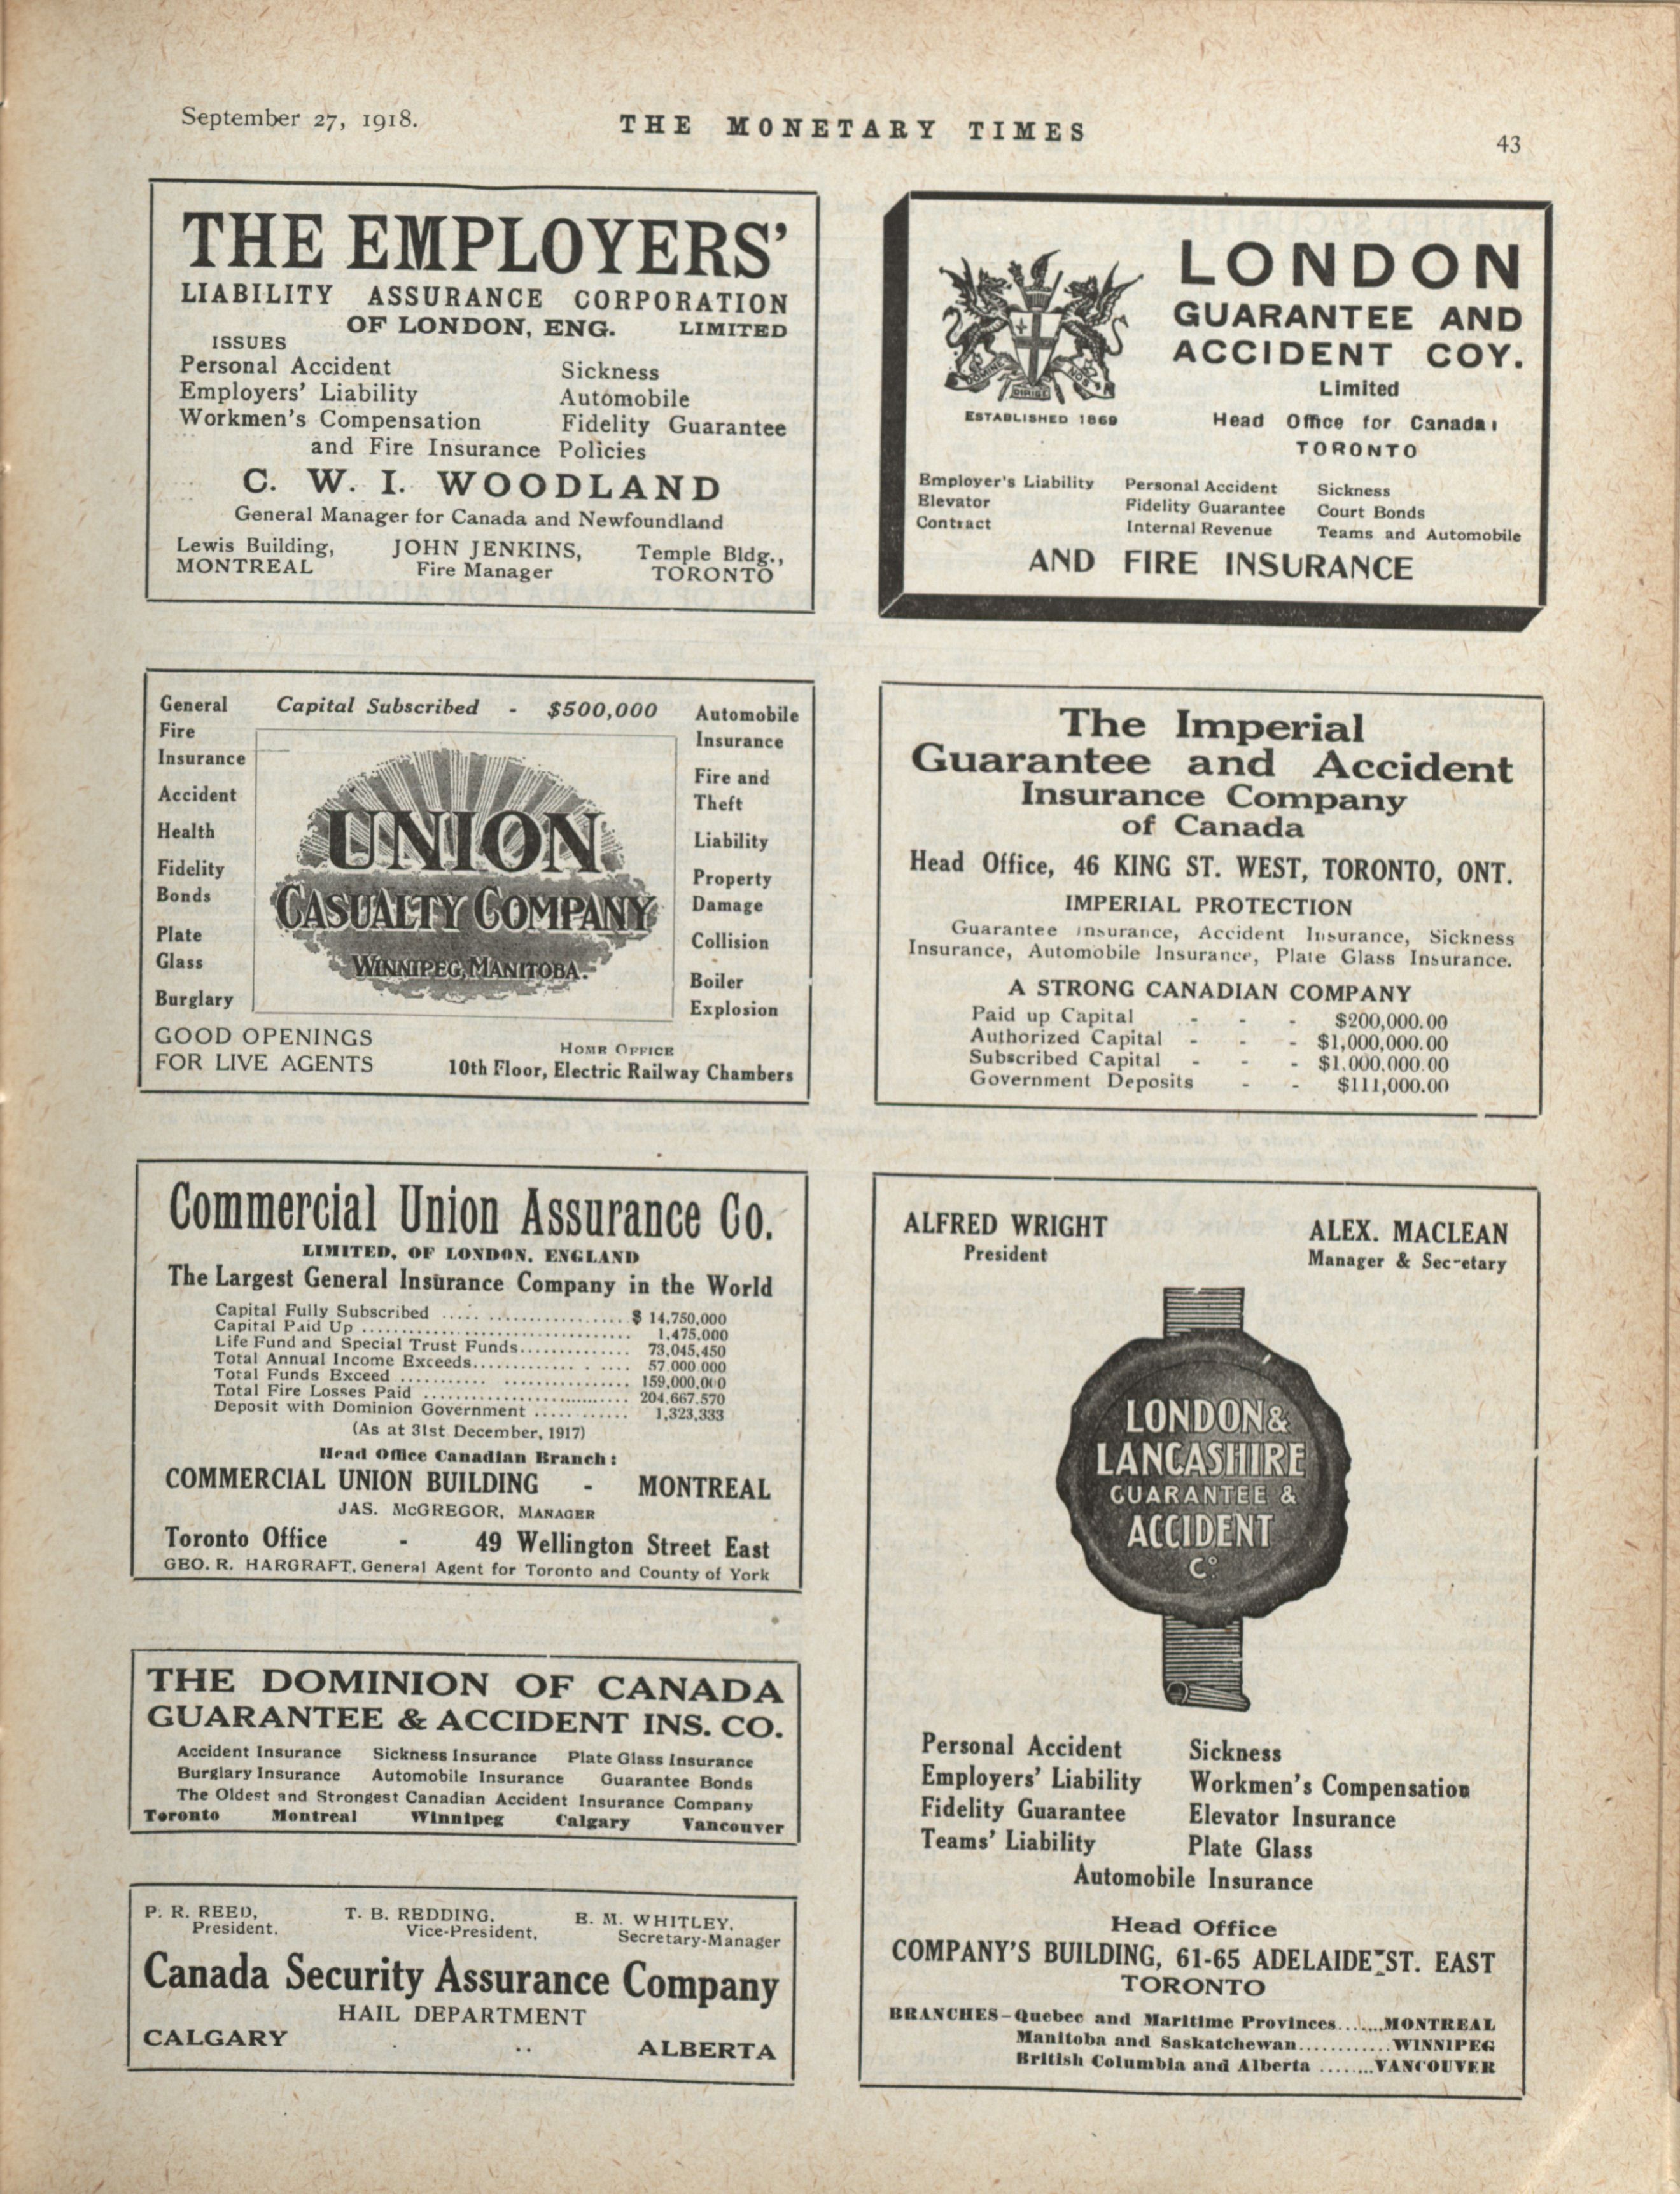 September 27, 1918.
THE MONETARY TIMES
43
THE EMPLOYERS'
LIABILITY ASSURANCE CORPORATION
OF LONDON, ENG. LIMITED
ISSUES
Personal Accident Sickness
Employers' Liability Automobile
Workmen's Compensation Fidelity Guarantee
and Fire Insurance Policies
C. W. I. WOODLAND
General Manager for Canada and Newfoundland
Lewis Building, JOHN JENKINS, Temple Bldg.,
MONTREAL Fire Manager TORONTO
LONDON
GUARANTEE AND
ACCIDENT COY.
Limited
ESTABLISHED 1869
Head Office for Canada:
TORONTO
Employer's Liability Personal Accident Sickness
Elevator Fidelity Guarantee Court Bonds
Contract Internal Revenue Teams and Automobile
AND FIRE INSURANCE
Capital Subscribed - $500,000
General
Fire
Insurance
Accident
Health
Fidelity
Bonds
Plate
Glass
Burglary
UNION
CASUALTY COMPANY
WINNIPEG, MANITOBA.
Automobile
Insurance
Fire and
Theft
Liability
Property
Damage
Collision
Boiler
Explosion
GOOD OPENINGS
FOR LIVE AGENTS
HOME OFFICE
10th Floor, Electric Railway Chambers
The Imperial
Guarantee and Accident
Insurance Company
of Canada
Head Office, 46 KING ST. WEST, TORONTO, ONT.
IMPERIAL PROTECTION
Guarantee Insurance, Accident Insurance, Sickness
Insurance, Automobile Insurance, Plate Glass Insurance.
A STRONG CANADIAN COMPANY
Paid up Capital - - - $200,000.00
Authorized Capital - - - $1,000,000.00
Subscribed Capital - - - $1,000,000.00
Government Deposits - - $111,000.00
Commercial Union Assurance Co.
LIMITED, OF LONDON, ENGLAND
The Largest General Insurance Company in the World
Capital Fully Subscribed ..................... $ 14,750,000
Capital Paid Up ..................... 1,475,000
Life Fund and Special Trust Funds.............. 73,045,450
Total Annual Income Exceeds.................. 57,000,000
Total Funds Exceed ..................... 159,000,000
Total Fire Losses Paid ..................... 204,667,570
Deposit with Dominion Government ............ 1,323,333
(As at 31st December, 1917)
Head Office Canadian Branch:
COMMERCIAL UNION BUILDING - MONTREAL
JAS. McGREGOR, MANAGER
Toronto Office - 49 Wellington Street East
GEO. R. HARGRAFT, General Agent for Toronto and County of York
ALFRED WRIGHT ALEX. MACLEAN
President Manager & Secretary
LONDON &
LANCASHIRE
GUARANTEE &
ACCIDENT
Co.
Personal Accident Sickness
Employers' Liability Workmen's Compensation
Fidelity Guarantee Elevator Insurance
Teams' Liability Plate Glass
Automobile Insurance
Head Office
COMPANY'S BUILDING, 61-65 ADELAIDE ST. EAST
TORONTO
BRANCHES-Quebec and Maritime Provinces.......MONTREAL
Manitoba and Saskatchewan............WINNIPEG
British Columbia and Alberta ........VANCOUVER
THE DOMINION OF CANADA
GUARANTEE & ACCIDENT INS. CO.
Accident Insurance Sickness Insurance Plate Glass Insurance
Burglary Insurance Automobile Insurance Guarantee Bonds
The Oldest and Strongest Canadian Accident Insurance Company
Toronto Montreal Winnipeg Calgary Vancouver
P. R. REED, T. B. REDDING, E. M. WHITLEY,
President. Vice-President, Secretary-Manager
Canada Security Assurance Company
HAIL DEPARTMENT
CALGARY .. ALBERTA